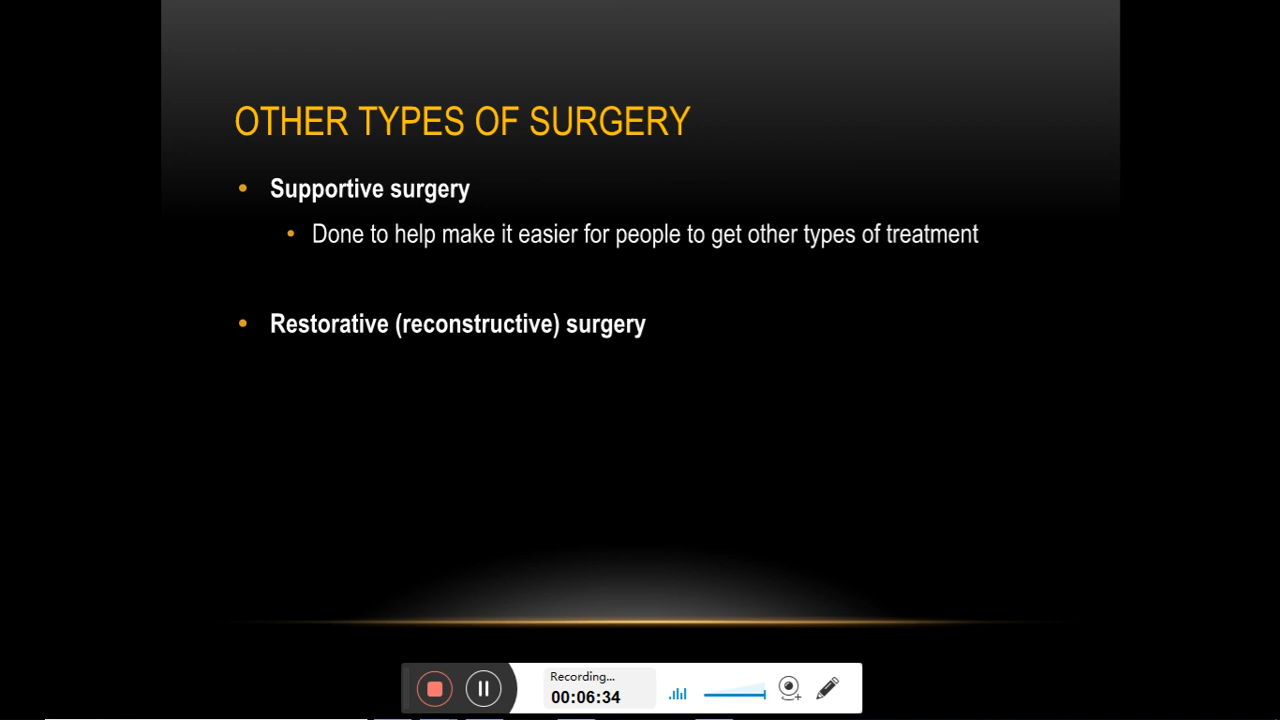 OTHER TYPES OF SURGERY
• Supportive surgery
• Done to help make it easier for people to get other types of treatment
• Restorative (reconstructive) surgery
Recording...
00:06:34